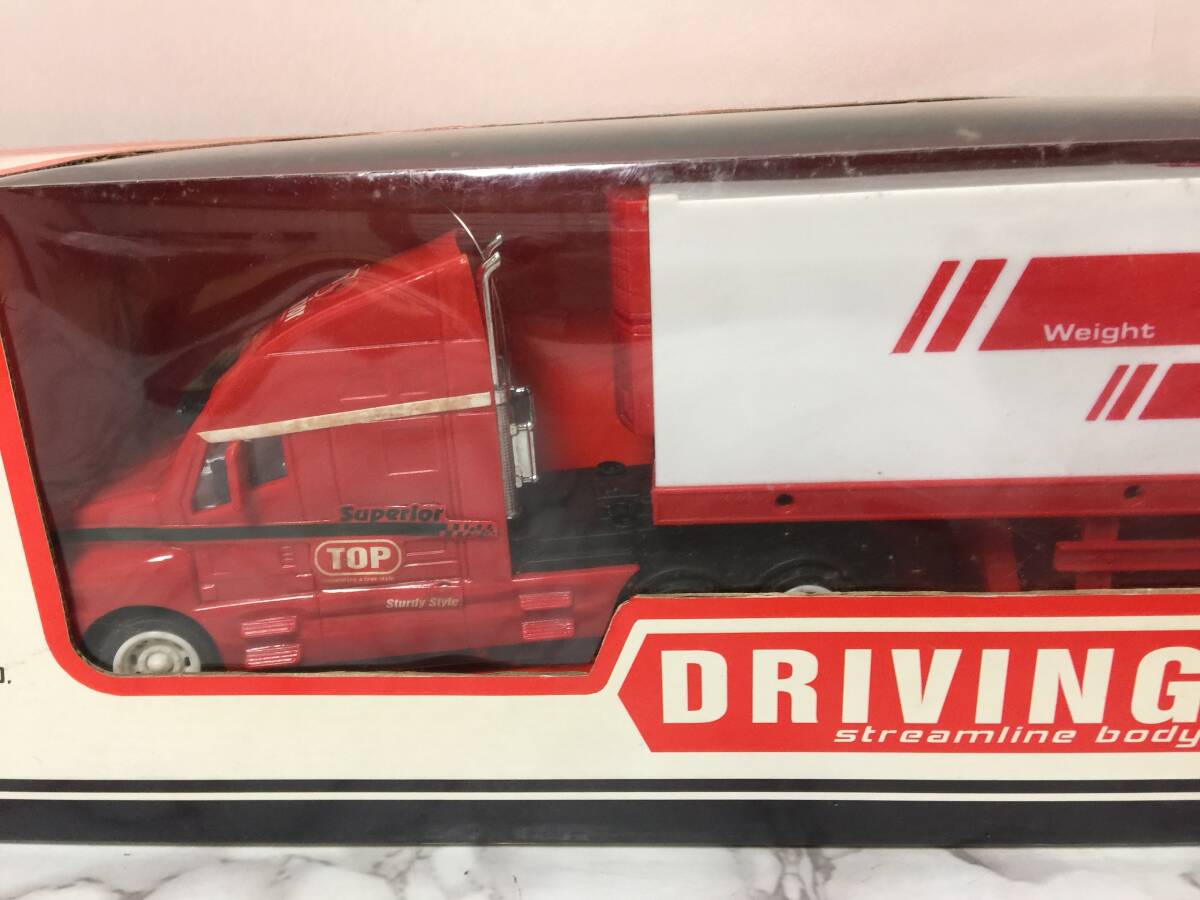 Weight
Superior
TOP
Sturdy Style
DRIVING
streamline body